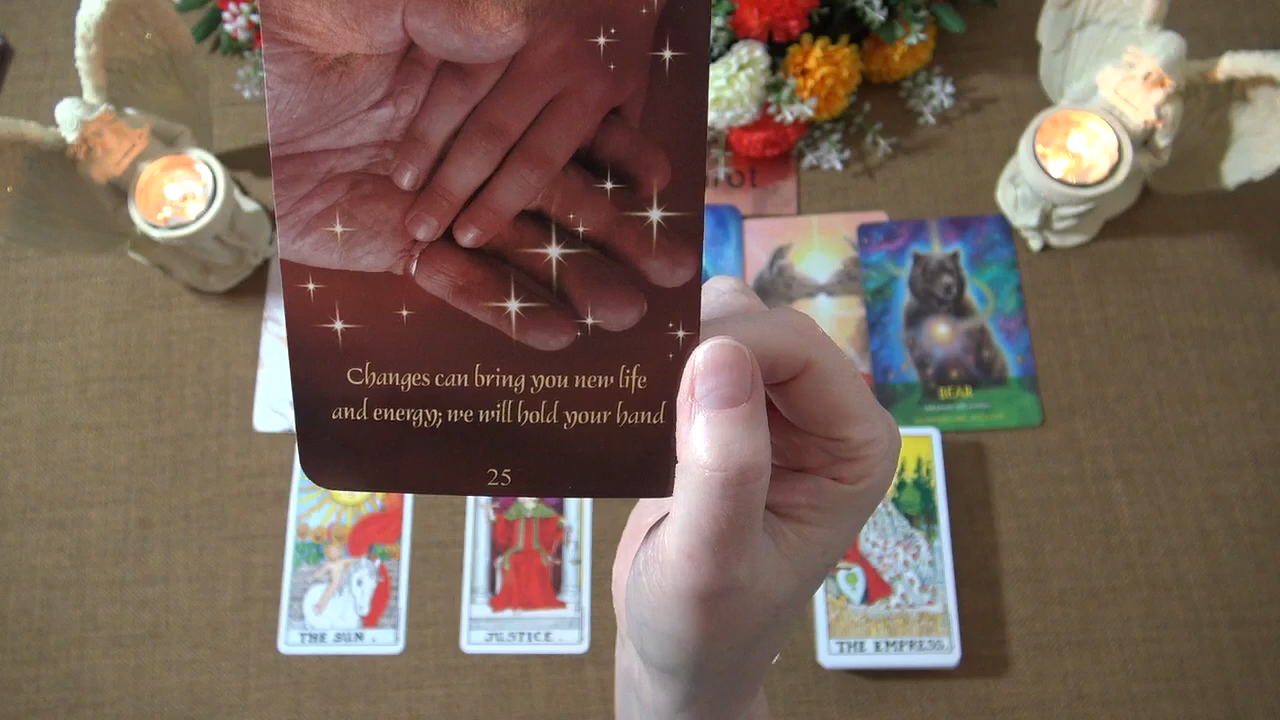 Changes can bring you new life
and energy; we will hold your hand
25
BEAR
THE SUN .
JUSTICE .
THE EMPRESS.